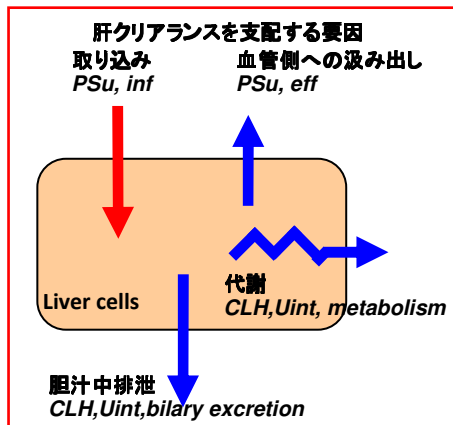 肝クリアランスを支配する要因
取り込み 血管側への汲み出し
PSu, inf PSu, eff
代謝
Liver cells CLH,Uint, metabolism
胆汁中排泄
CLH,Uint,bilary excretion